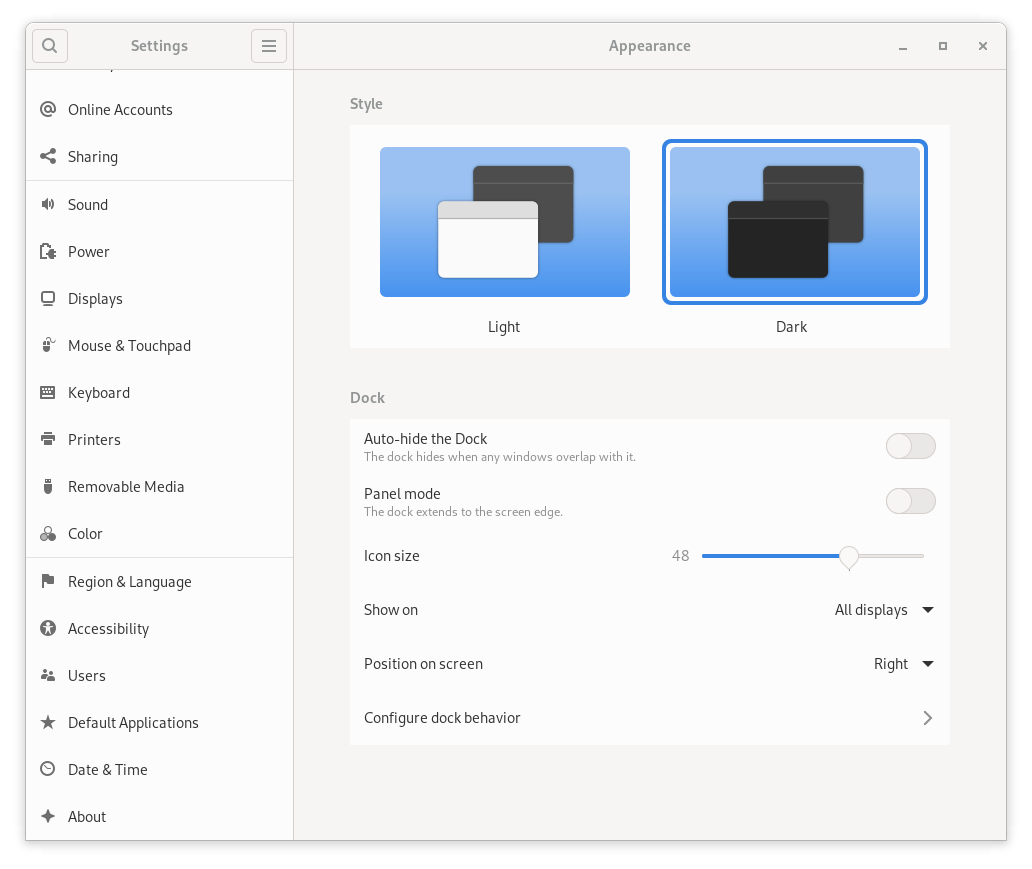 Settings
Appearance
Online Accounts
Sharing
Sound
Power
Displays
Mouse & Touchpad
Keyboard
Printers
Removable Media
Color
Region & Language
Accessibility
Users
Default Applications
Date & Time
About
Style
Light
Dark
Dock
Auto-hide the Dock
The dock hides when any windows overlap with it.
Panel mode
The dock extends to the screen edge.
Icon size
48
Show on
All displays
Position on screen
Right
Configure dock behavior